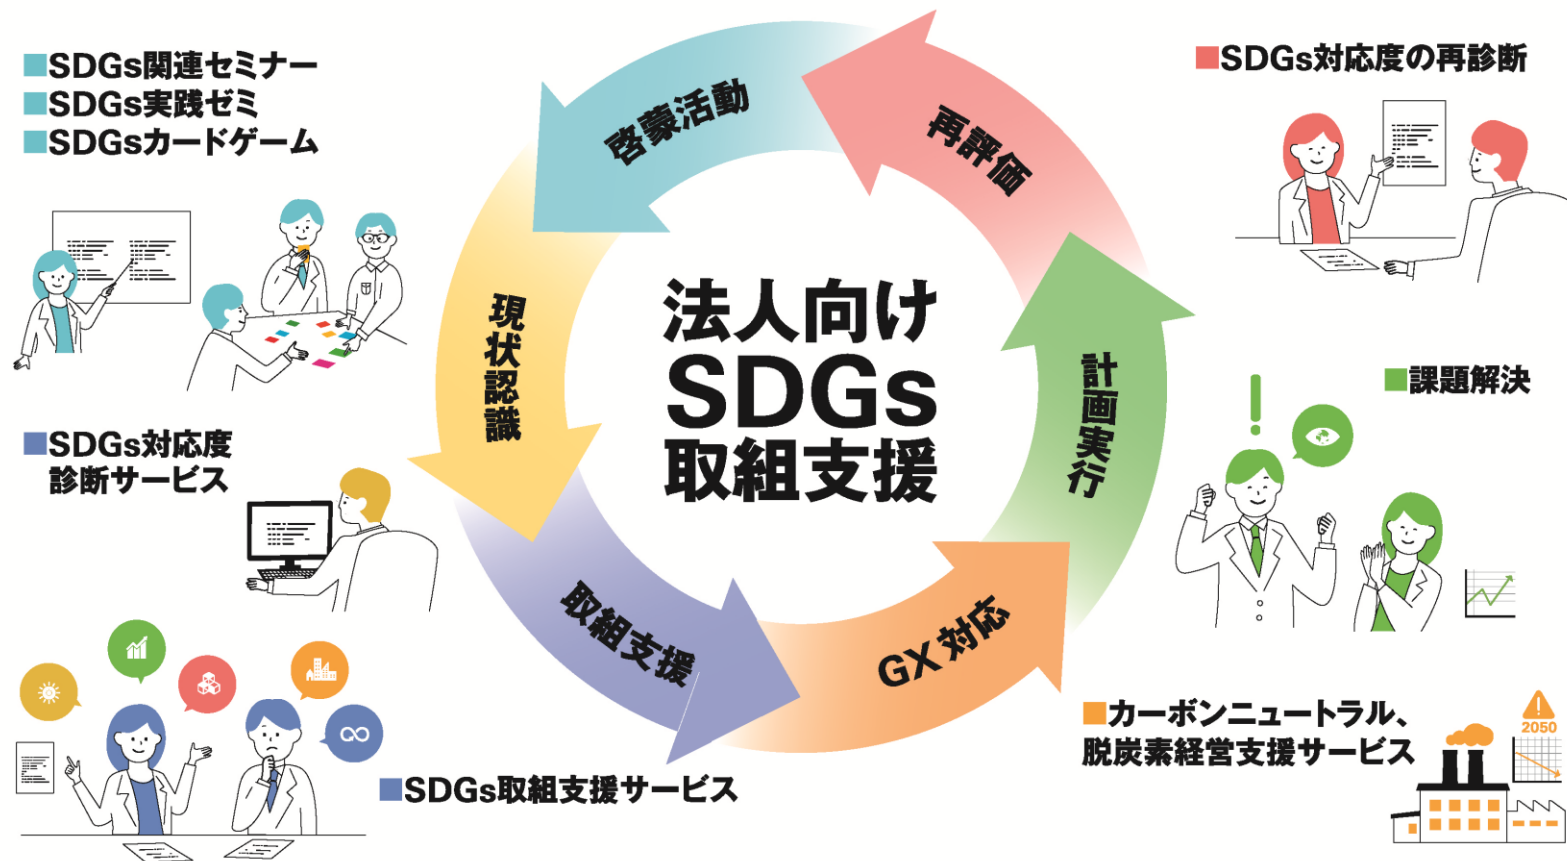 ■SDGs関連セミナー
■SDGs実践ゼミ
■SDGsカードゲーム
啓蒙活動
再評価
■SDGs対応度の再診断
現状認識
法人向け
SDGs
取組支援
計画実行
■課題解決
■SDGs対応度
診断サービス
取組支援
GX対応
■SDGs取組支援サービス
■カーボンニュートラル、
脱炭素経営支援サービス
2050